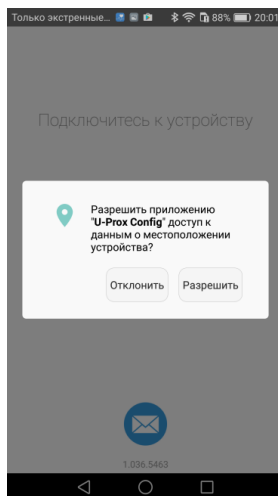 Только экстренные... 88% 20:01
Подключитесь к устройству
Разрешить приложению
"U-Prox Config" доступ к
данным о местоположении
устройства?
Отклонить Разрешить
1.036.5463